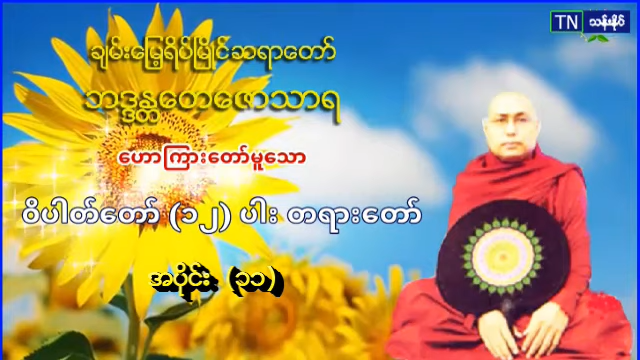 TN သန်းနိုင်
ချမ်းမြေ့ရိပ်မြိုင်ဆရာတော်
ဘဒ္ဒန္တတေဇောသာရ
ဟောကြားတော်မူသော
ဝိပါတ်တော် (၁၂) ပါး တရားတော်
အပိုင်း (၃၁)